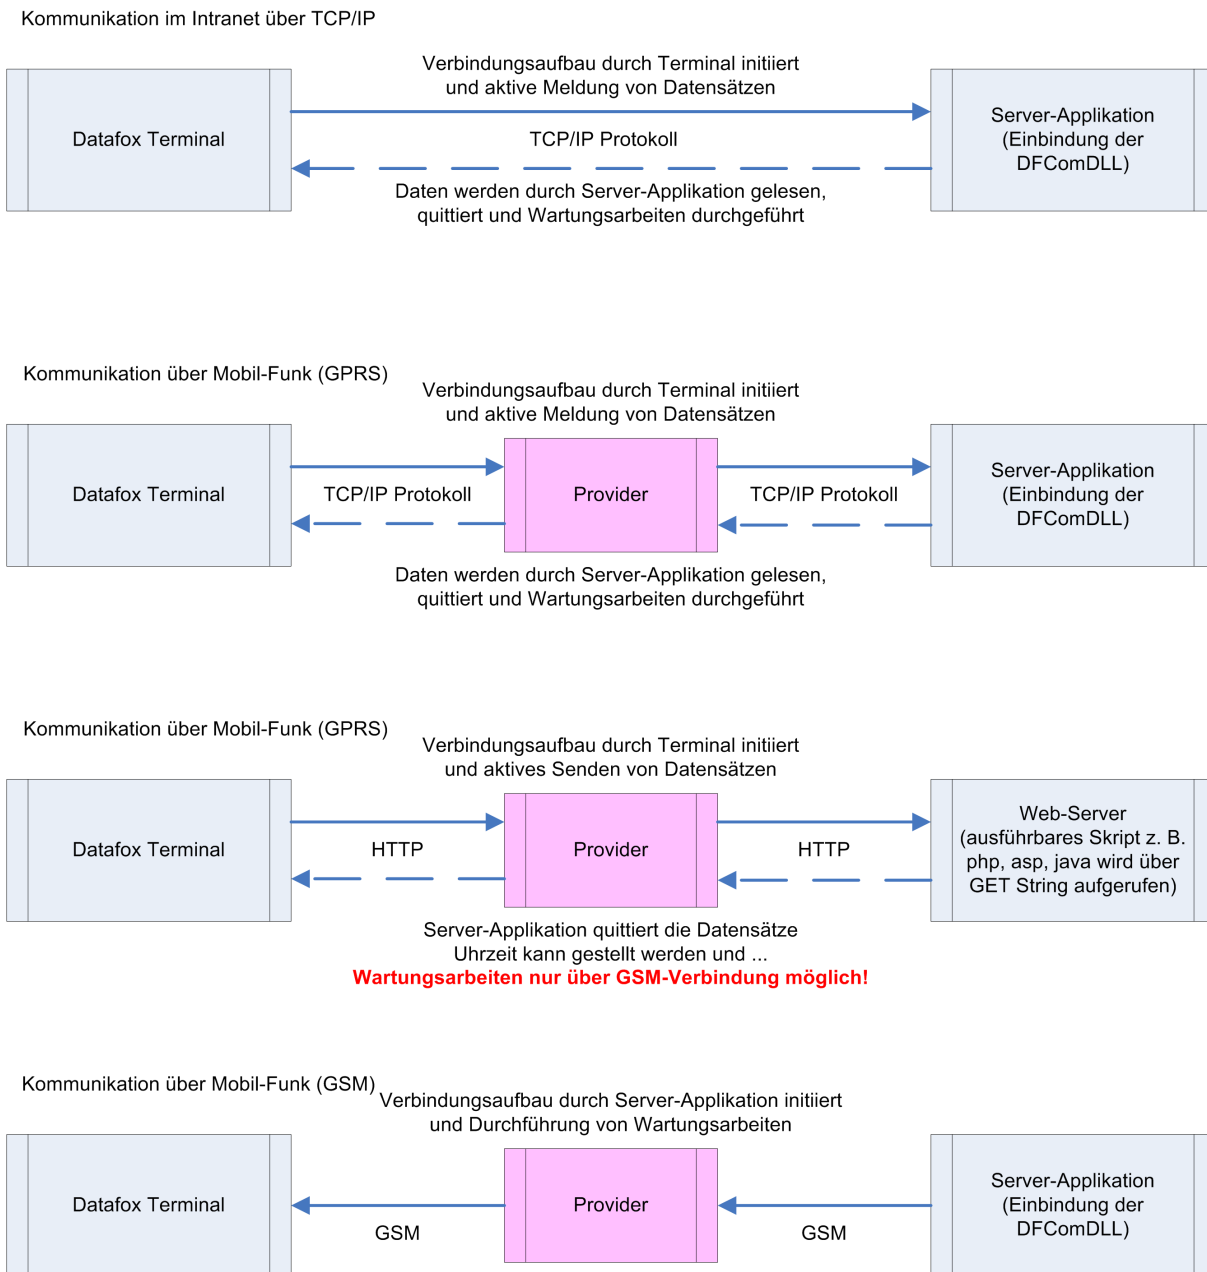 Kommunikation im Intranet über TCP/IP
Verbindungsaufbau durch Terminal initiiert
und aktive Meldung von Datensätzen
Datafox Terminal
TCP/IP Protokoll
Server-Applikation
(Einbindung der
DFComDLL)
Daten werden durch Server-Applikation gelesen,
quittiert und Wartungsarbeiten durchgeführt
Kommunikation über Mobil-Funk (GPRS)
Verbindungsaufbau durch Terminal initiiert
und aktive Meldung von Datensätzen
Datafox Terminal
TCP/IP Protokoll
Provider
TCP/IP Protokoll
Server-Applikation
(Einbindung der
DFComDLL)
Daten werden durch Server-Applikation gelesen,
quittiert und Wartungsarbeiten durchgeführt
Kommunikation über Mobil-Funk (GPRS)
Verbindungsaufbau durch Terminal initiiert
und aktives Senden von Datensätzen
Datafox Terminal
HTTP
Provider
HTTP
Web-Server
(ausführbares Skript z. B.
php, asp, java wird über
GET String aufgerufen)
Server-Applikation quittiert die Datensätze
Uhrzeit kann gestellt werden und ...
Wartungsarbeiten nur über GSM-Verbindung möglich!
Kommunikation über Mobil-Funk (GSM)
Verbindungsaufbau durch Server-Applikation initiiert
und Durchführung von Wartungsarbeiten
Datafox Terminal
GSM
Provider
GSM
Server-Applikation
(Einbindung der
DFComDLL)